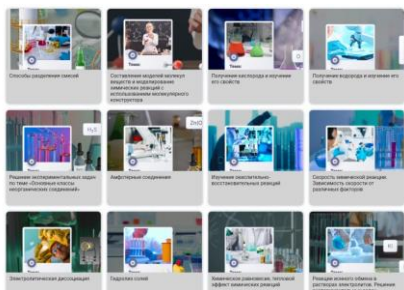 Способы разделения смесей
Составление моделей молекул
веществ и моделирование
химических реакций с
использованием молекулярного
конструктора
Получение кислорода и изучение
его свойств
Получение водорода и изучение его
свойств
H₂S
Решение экспериментальных задач
по теме «Основные классы
неорганических соединений»
Zn(O
Амфотерные соединения
Изучение окислительно-
восстановительных реакций
Скорость химической реакции.
Зависимость скорости от
различных факторов
Электролитическая диссоциация
Гидролиз солей
Химическое равновесие, тепловой
эффект химических реакций
Реакции ионного обмена в
растворах электролитов. Решение